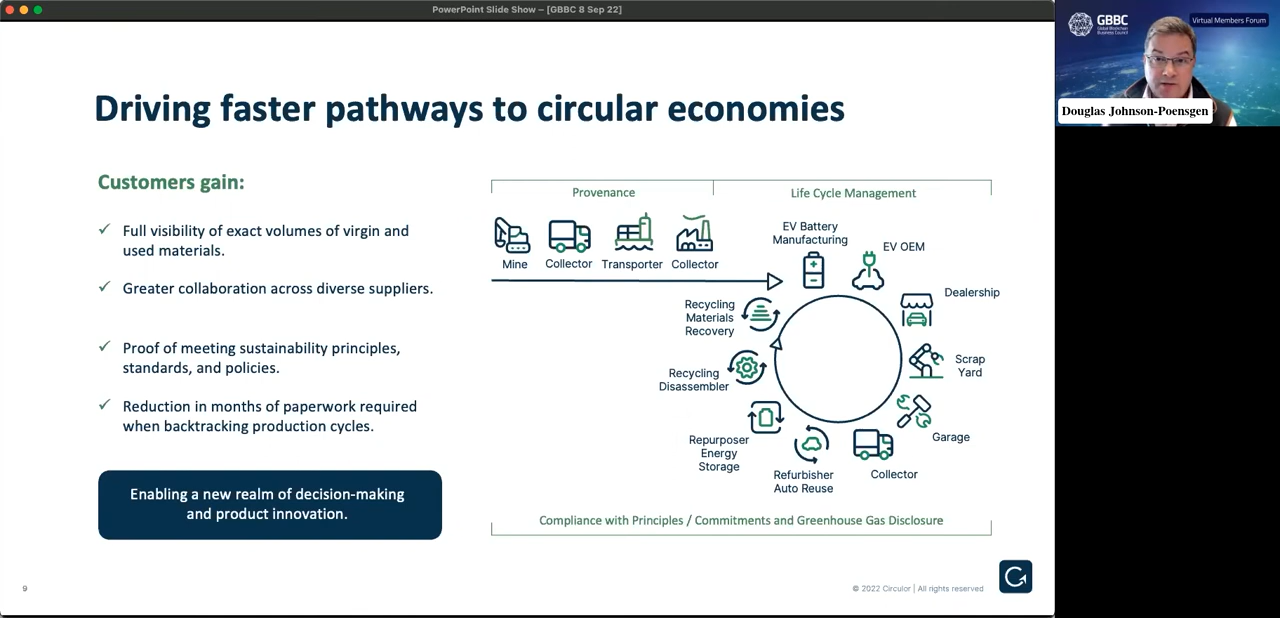 PowerPoint Slide Show – [GBBC 8 Sep 22]
GBBC
Global Blockchain
Business Council
Virtual Members Forum
Douglas Johnson-Poensgen
Driving faster pathways to circular economies
Customers gain:
✓ Full visibility of exact volumes of virgin and
used materials.
✓ Greater collaboration across diverse suppliers.
✓ Proof of meeting sustainability principles,
standards, and policies.
✓ Reduction in months of paperwork required
when backtracking production cycles.
Enabling a new realm of decision-making
and product innovation.
Provenance
Life Cycle Management
Mine
Collector
Transporter
Collector
EV Battery
Manufacturing
EV OEM
Dealership
Scrap
Yard
Garage
Collector
Refurbisher
Auto Reuse
Repurposer
Energy
Storage
Recycling
Disassembler
Recycling
Materials
Recovery
Compliance with Principles / Commitments and Greenhouse Gas Disclosure
9
© 2022 Circulor | All rights reserved